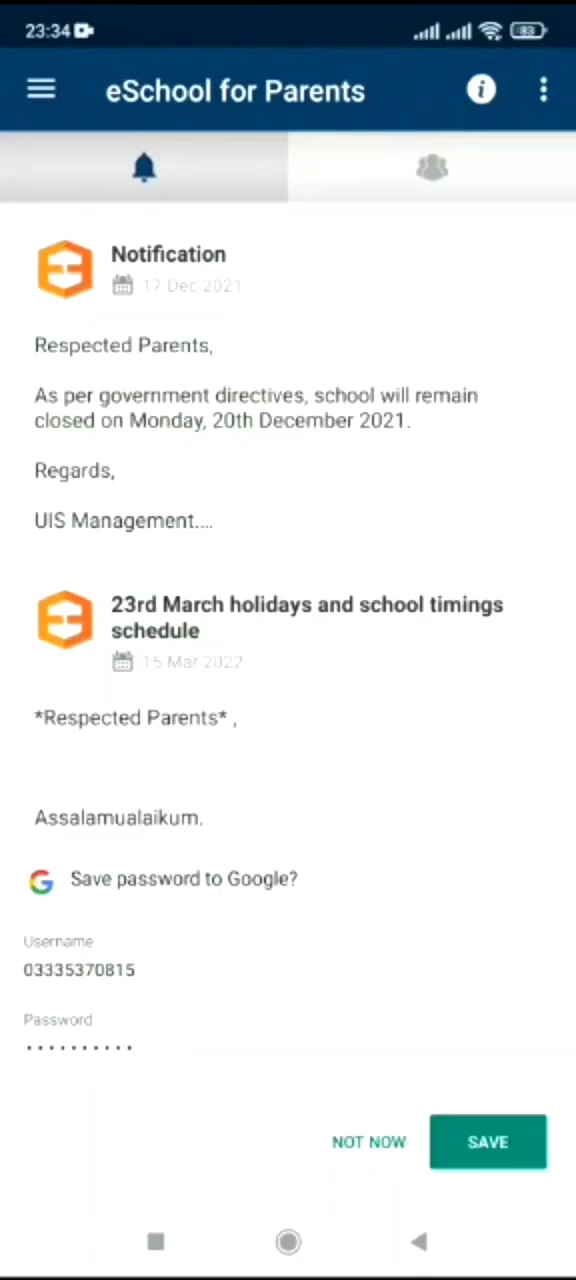 23:34
83
eSchool for Parents
Notification
17 Dec 2021
Respected Parents,
As per government directives, school will remain
closed on Monday, 20th December 2021.
Regards,
UIS Management....
23rd March holidays and school timings
schedule
15 Mar 2022
*Respected Parents* ,
Assalamualaikum.
Save password to Google?
Username
03335370815
Password
••••••••••
NOT NOW
SAVE